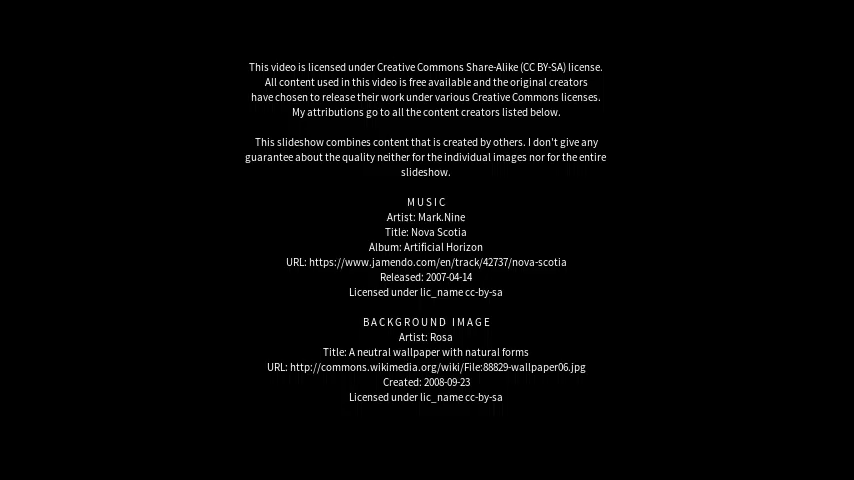 This video is licensed under Creative Commons Share-Alike (CC BY-SA) license.
All content used in this video is free available and the original creators
have chosen to release their work under various Creative Commons licenses.
My attributions go to all the content creators listed below.
This slideshow combines content that is created by others. I don't give any
guarantee about the quality neither for the individual images nor for the entire
slideshow.
MUSIC
Artist: Mark.Nine
Title: Nova Scotia
Album: Artificial Horizon
URL: https://www.jamendo.com/en/track/42737/nova-scotia
Released: 2007-04-14
Licensed under lic_name cc-by-sa
BACKGROUND IMAGE
Artist: Rosa
Title: A neutral wallpaper with natural forms
URL: http://commons.wikimedia.org/wiki/File:88829-wallpaper06.jpg
Created: 2008-09-23
Licensed under lic_name cc-by-sa